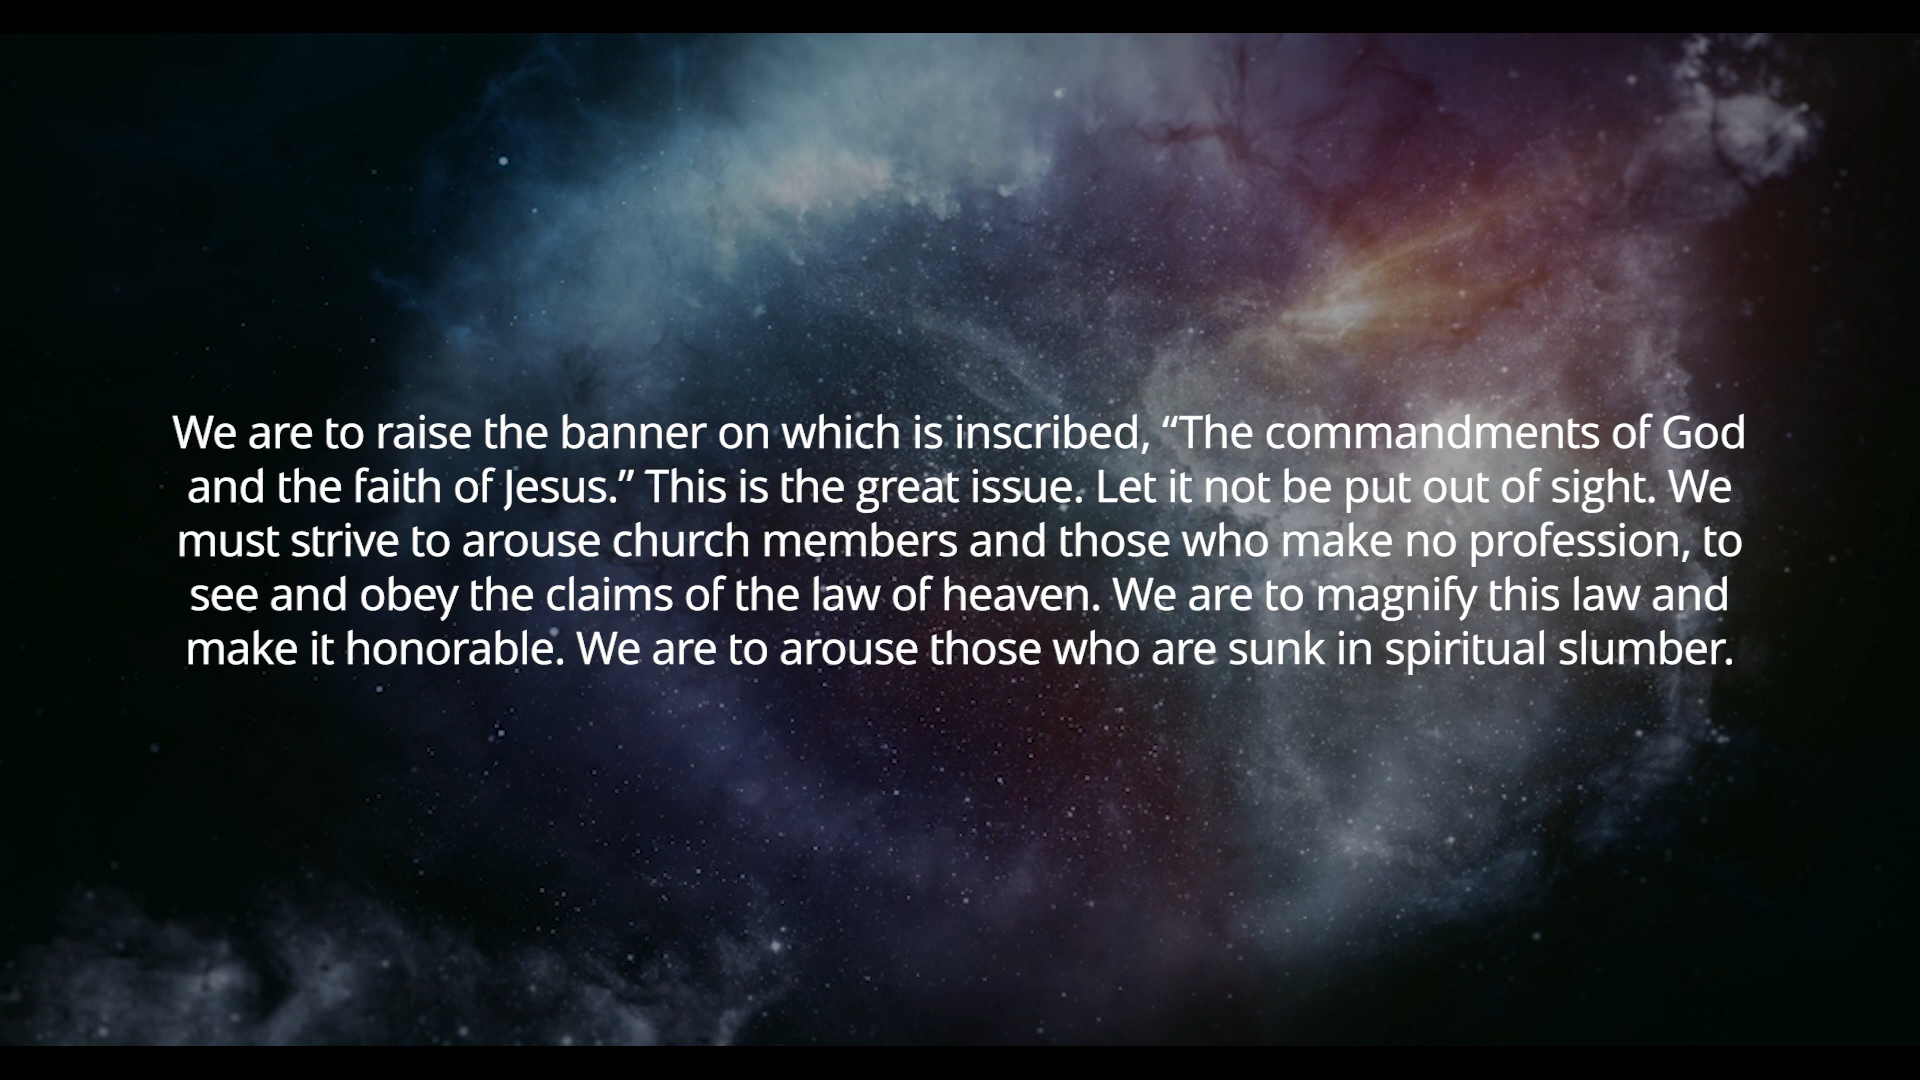 We are to raise the banner on which is inscribed, “The commandments of God
and the faith of Jesus.” This is the great issue. Let it not be put out of sight. We
must strive to arouse church members and those who make no profession, to
see and obey the claims of the law of heaven. We are to magnify this law and
make it honorable. We are to arouse those who are sunk in spiritual slumber.